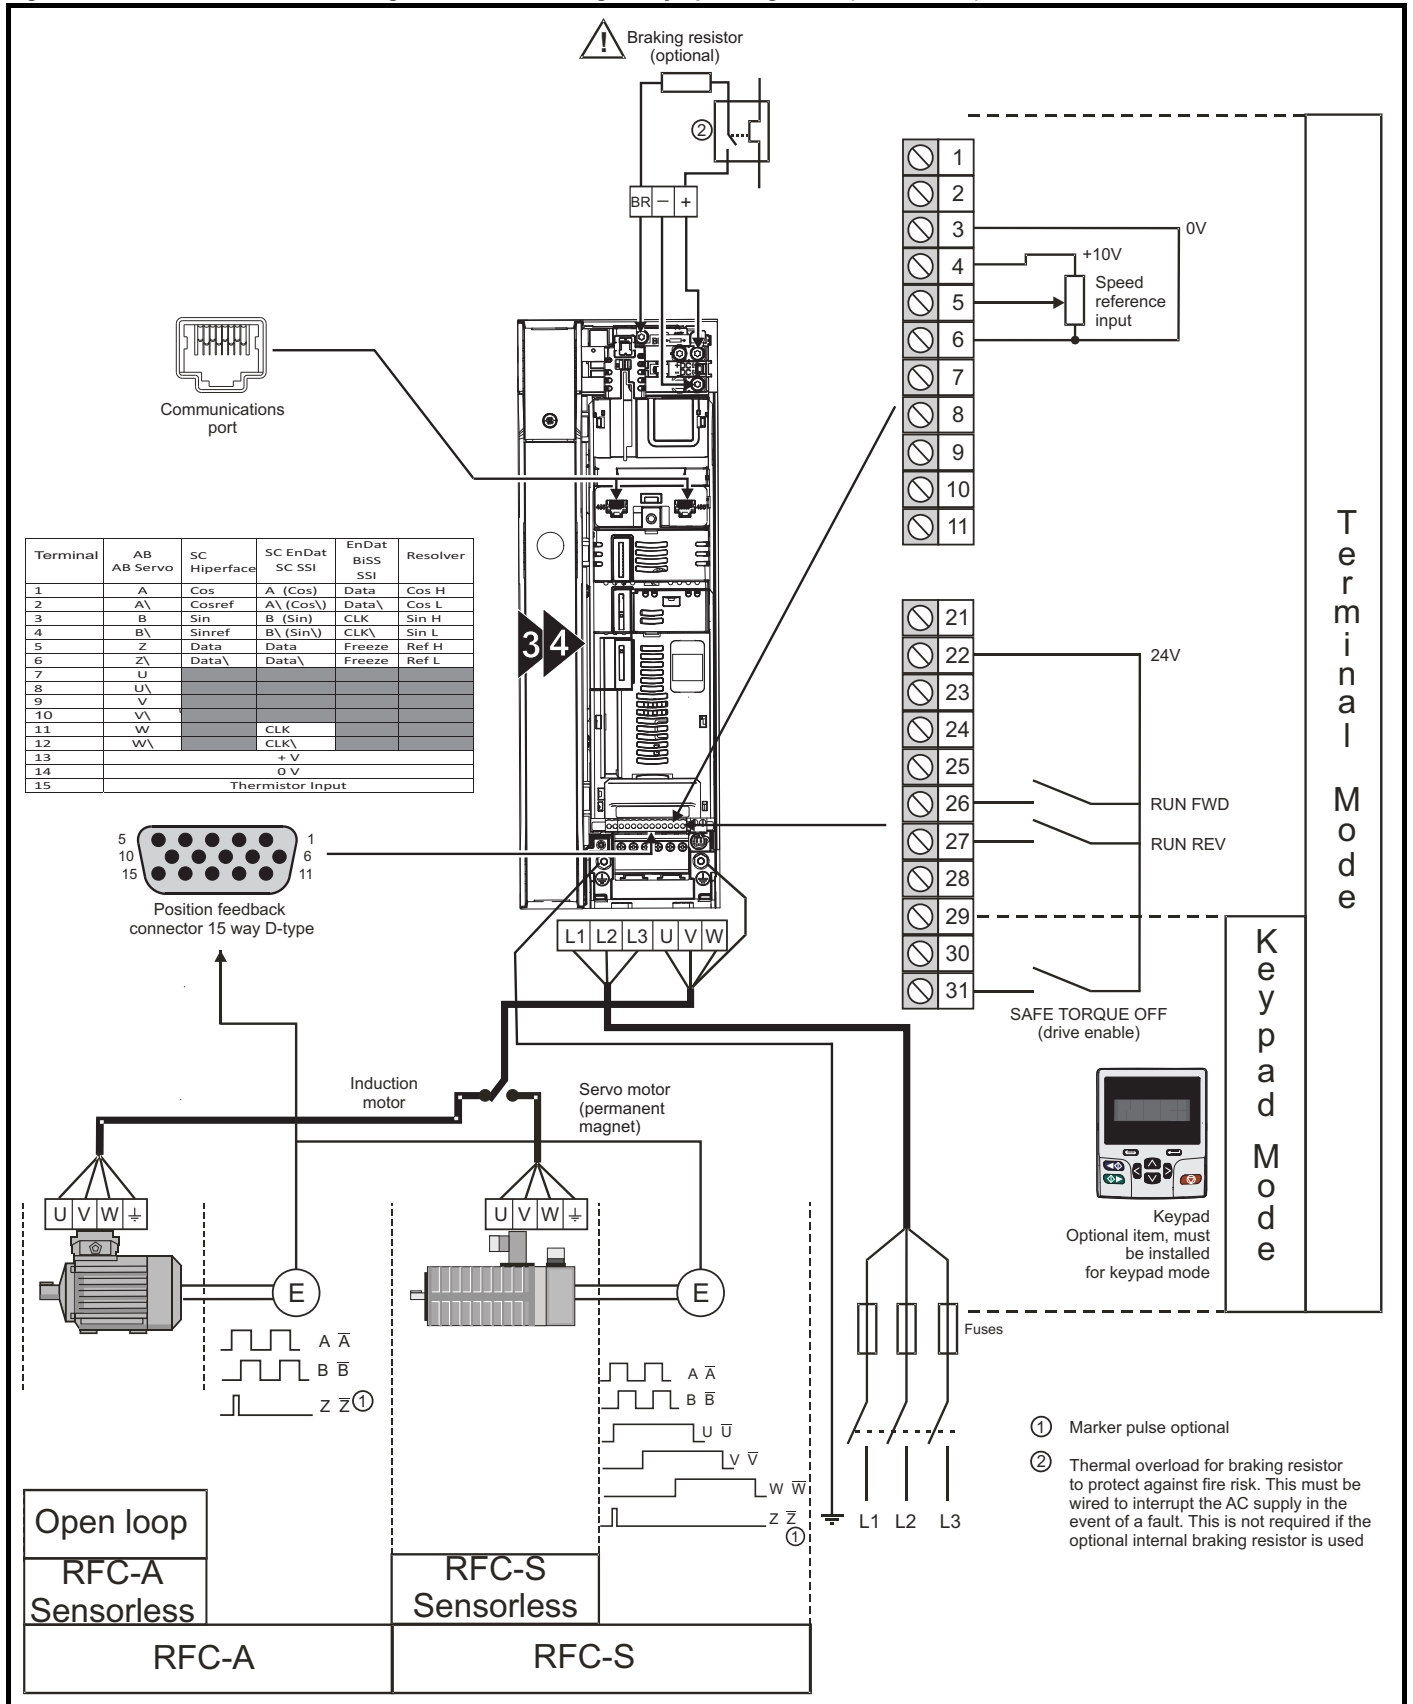 Braking resistor
(optional)
2
BR − +
1
2
3
4
5
6
7
8
9
10
11
0V
+10V
Speed
reference
input
Communications
port
Terminal AB AB Servo SC Hiperface SC EnDat SC SSI EnDat BiSS SSI Resolver
1 A Cos A (Cos) Data Cos H
2 A\ Cosref A\ (Cos\) Data\ Cos L
3 B Sin B (Sin) CLK Sin H
4 B\ Sinref B\ (Sin\) CLK\ Sin L
5 Z Data Data Freeze Ref H
6 Z\ Data\ Data\ Freeze Ref L
7 U
8 U\
9 V
10 V\
11 W CLK
12 W\ CLK\
13 + V
14 0 V
15 Thermistor Input
3 4
5 1
10 6
15 11
Position feedback
connector 15 way D-type
L1 L2 L3 U V W
21
22
23
24
25
26
27
28
29
30
31
24V
RUN FWD
RUN REV
SAFE TORQUE OFF
(drive enable)
Terminal Mode
Keypad Mode
Keypad
Optional item, must
be installed
for keypad mode
Induction
motor
Servo motor
(permanent
magnet)
U V W
U V W
E
E
A A̅
B B̅
Z Z̅ 1
A A̅
B B̅
U U̅
V V̅
W W̅
Z Z̅
1
Fuses
L1 L2 L3
1 Marker pulse optional
2 Thermal overload for braking resistor
to protect against fire risk. This must be
wired to interrupt the AC supply in the
event of a fault. This is not required if the
optional internal braking resistor is used
Open loop
RFC-A
Sensorless
RFC-S
Sensorless
RFC-A
RFC-S